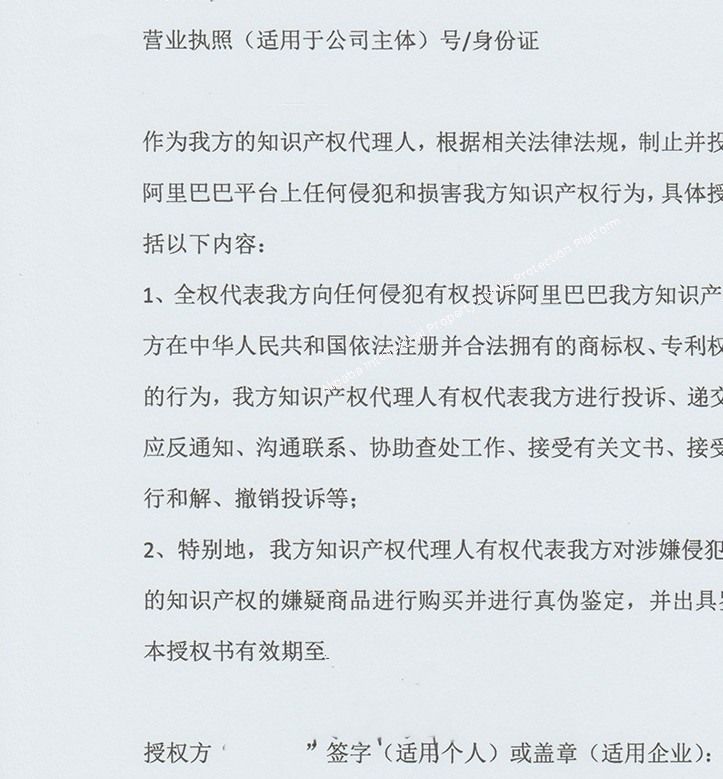 营业执照（适用于公司主体）号/身份证
作为我方的知识产权代理人，根据相关法律法规，制止并投
阿里巴巴平台上任何侵犯和损害我方知识产权行为，具体授
括以下内容：
1、全权代表我方向任何侵犯有权投诉阿里巴巴我方知识产
方在中华人民共和国依法注册并合法拥有的商标权、专利权
的行为，我方知识产权代理人有权代表我方进行投诉、递交
应反通知、沟通联系、协助查处工作、接受有关文书、接受
行和解、撤销投诉等；
2、特别地，我方知识产权代理人有权代表我方对涉嫌侵犯
的知识产权的嫌疑商品进行购买并进行真伪鉴定，并出具鉴
本授权书有效期至
授权方 ” 签字（适用个人）或盖章（适用企业）：
Alibaba Intellectual Property Rights Protection Platform